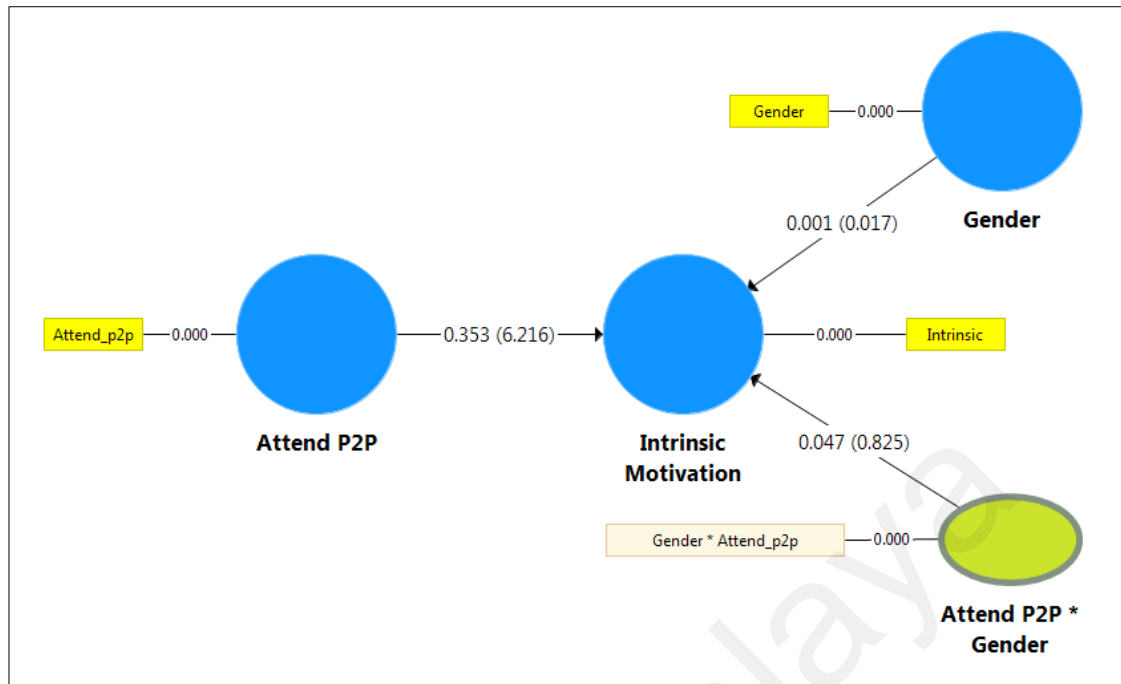 Gender
0.000
Gender
0.001 (0.017)
Attend_p2p
0.000
Attend P2P
0.353 (6.216)
Intrinsic
Motivation
0.000
Intrinsic
0.047 (0.825)
Gender * Attend_p2p
0.000
Attend P2P *
Gender
laya